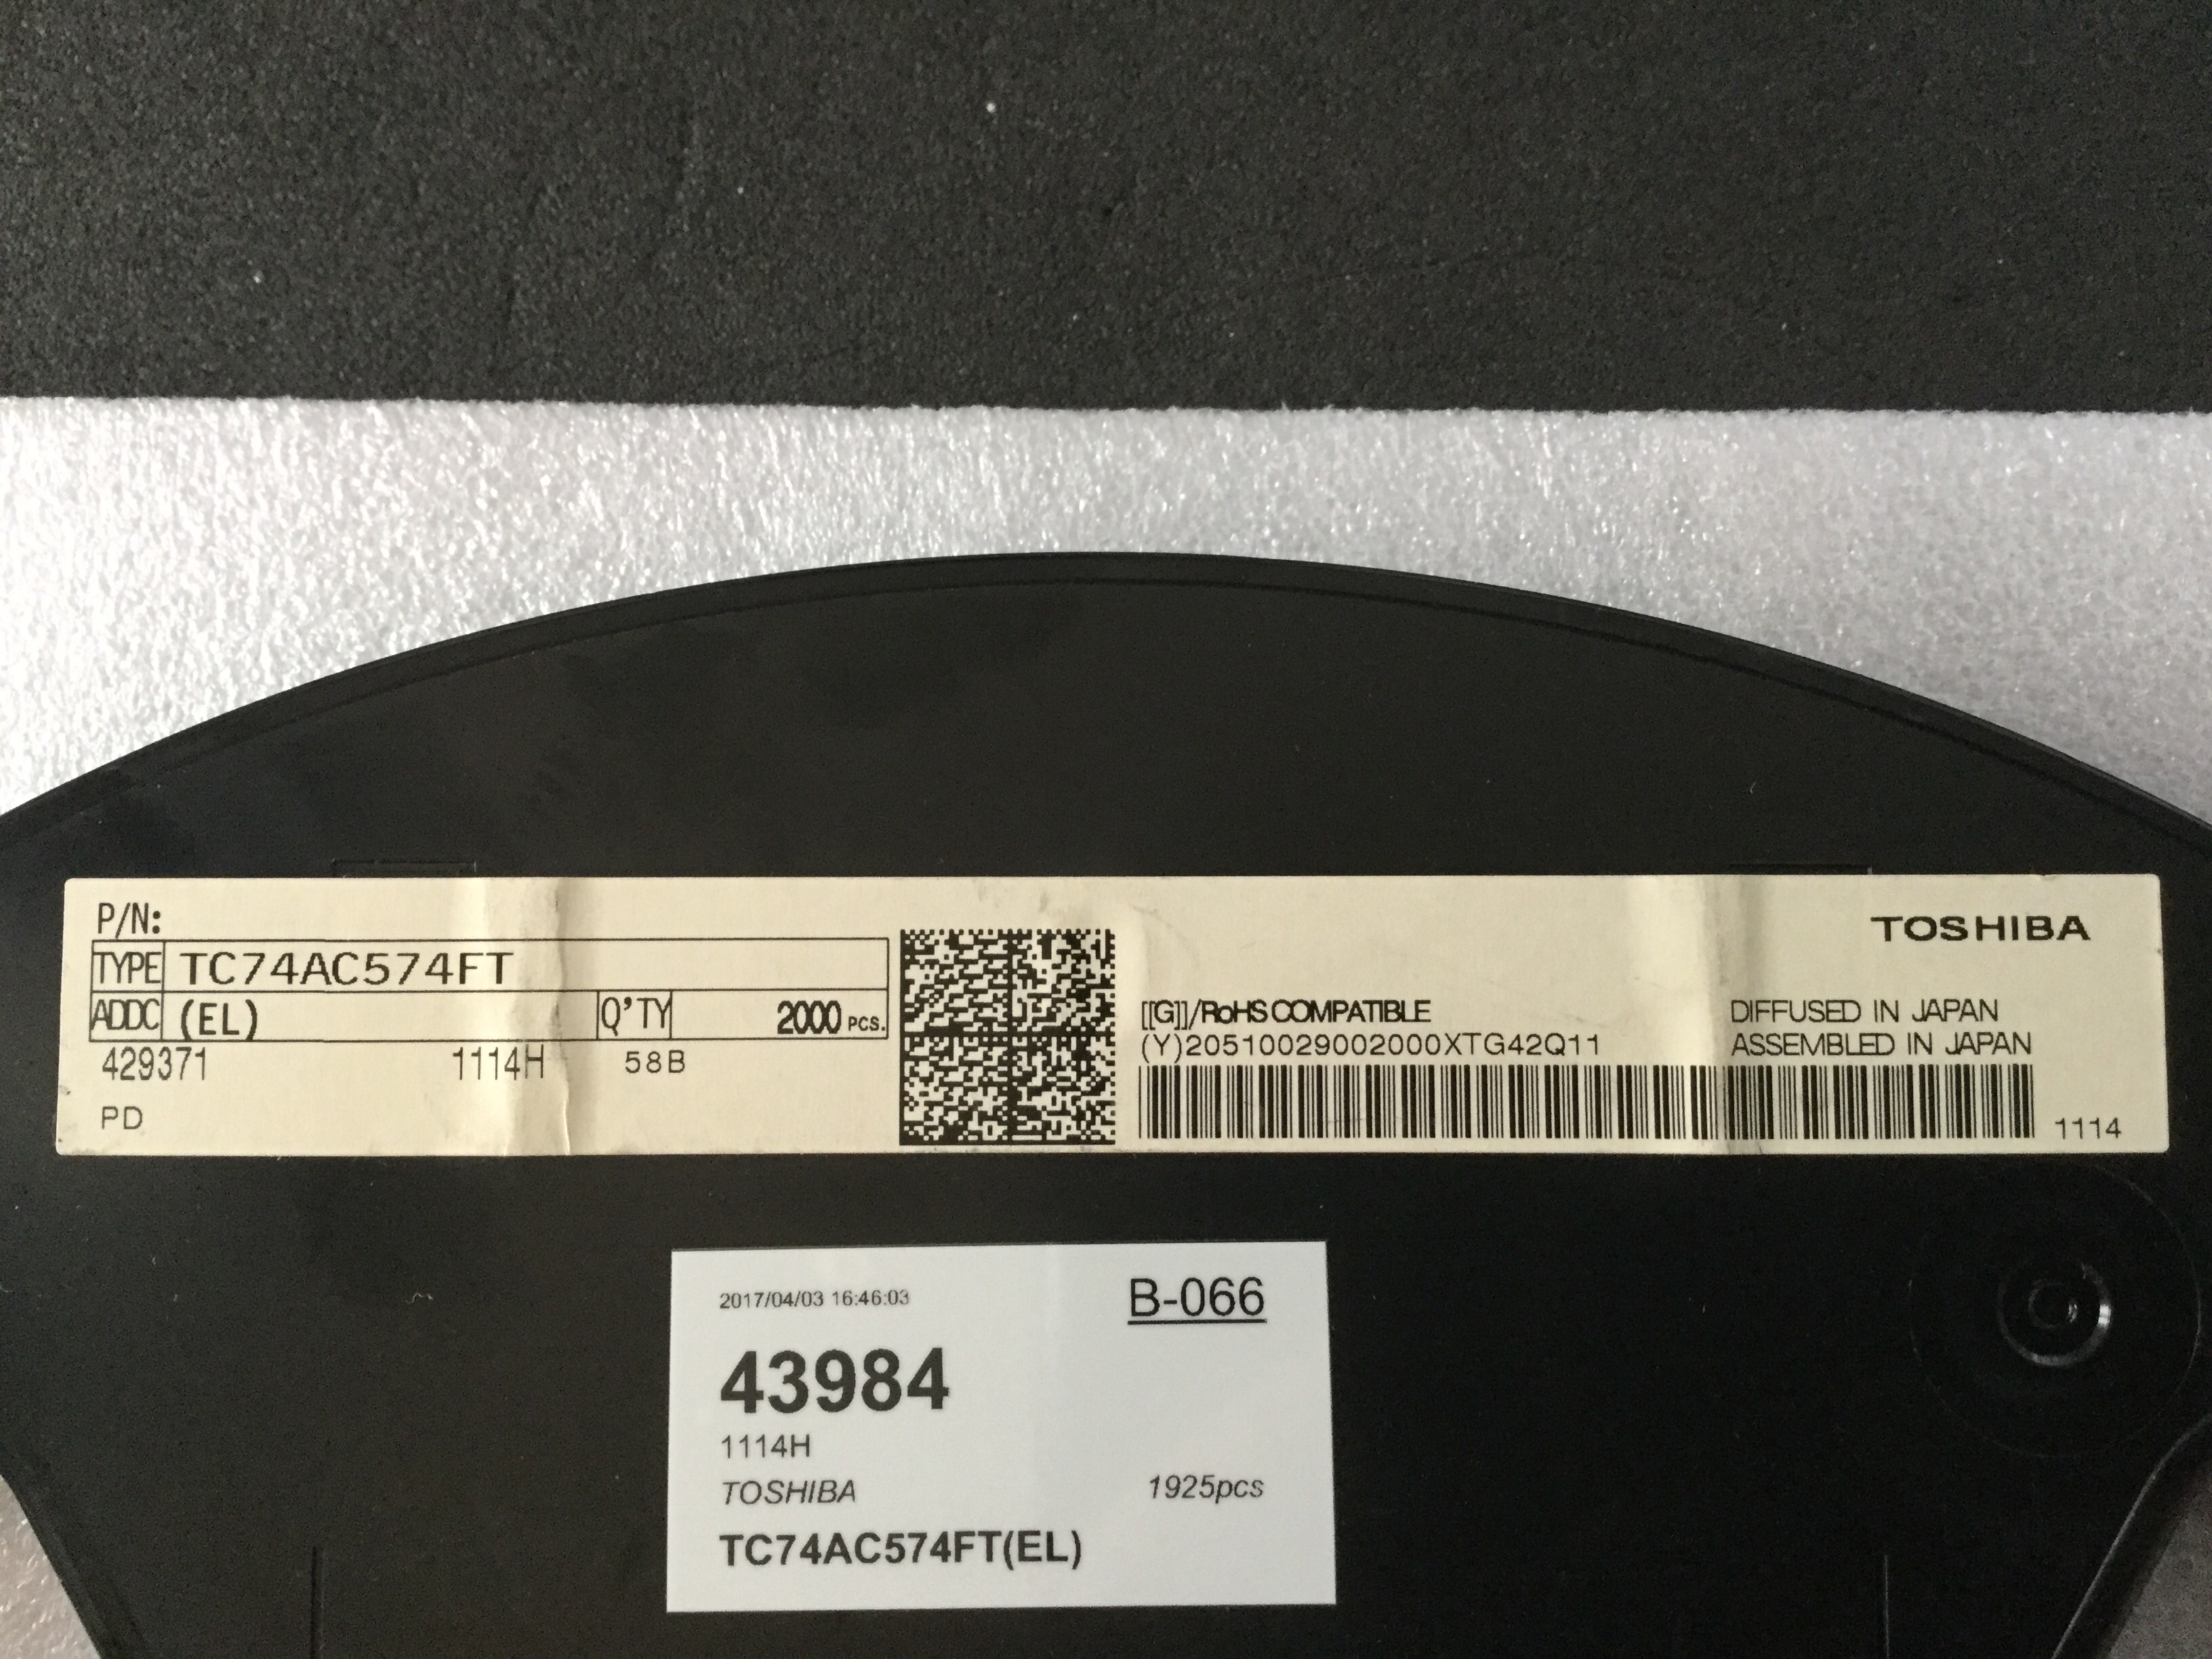 P/N:
TOSHIBA
TYPE TC74AC574FT
ADDC (EL) Q'TY 2000 PCS.
429371 1114H 58B
PD
[[G]]/RoHS COMPATIBLE
DIFFUSED IN JAPAN
(Y)20510029002000XTG42Q11
ASSEMBLED IN JAPAN
1114
2017/04/03 16:46:03
B-066
43984
1114H
TOSHIBA 1925pcs
TC74AC574FT(EL)